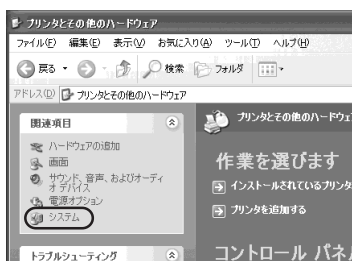 プリンタとその他のハードウェア
ファイル(F) 編集(E) 表示(V) お気に入り(A) ツール(T) ヘルプ(H)
戻る 検索 フォルダ
アドレス(D) プリンタとその他のハードウェア
関連項目
ハードウェアの追加
画面
サウンド、音声、およびオーディ
オ デバイス
電源オプション
システム
トラブルシューティング
プリンタとその他のハードウェ
作業を選びます
インストールされているプリンタ
プリンタを追加する
コントロール パネ